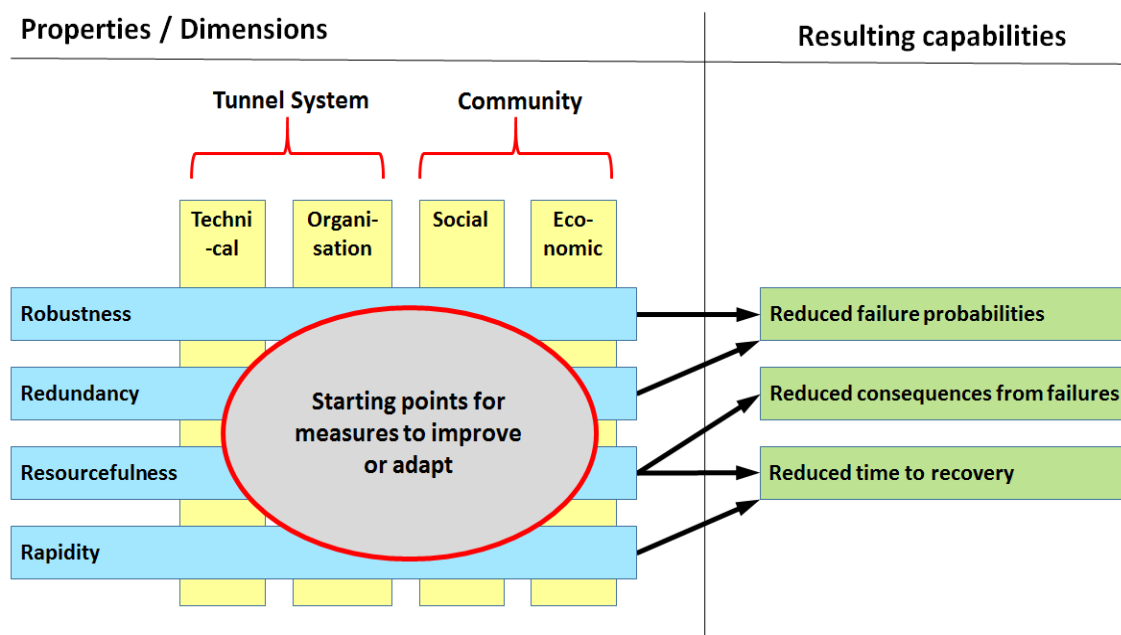 Properties / Dimensions
Resulting capabilities
Tunnel System
Community
Techni
-cal
Organi-
sation
Social
Eco-
nomic
Robustness
Reduced failure probabilities
Redundancy
Reduced consequences from failures
Starting points for
measures to improve
or adapt
Resourcefulness
Reduced time to recovery
Rapidity